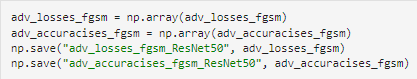 adv_losses_fgsm = np.array(adv_losses_fgsm)
adv_accuracises_fgsm = np.array(adv_accuracises_fgsm)
np.save("adv_losses_fgsm_ResNet50", adv_losses_fgsm)
np.save("adv_accuracises_fgsm_ResNet50", adv_accuracises_fgsm)